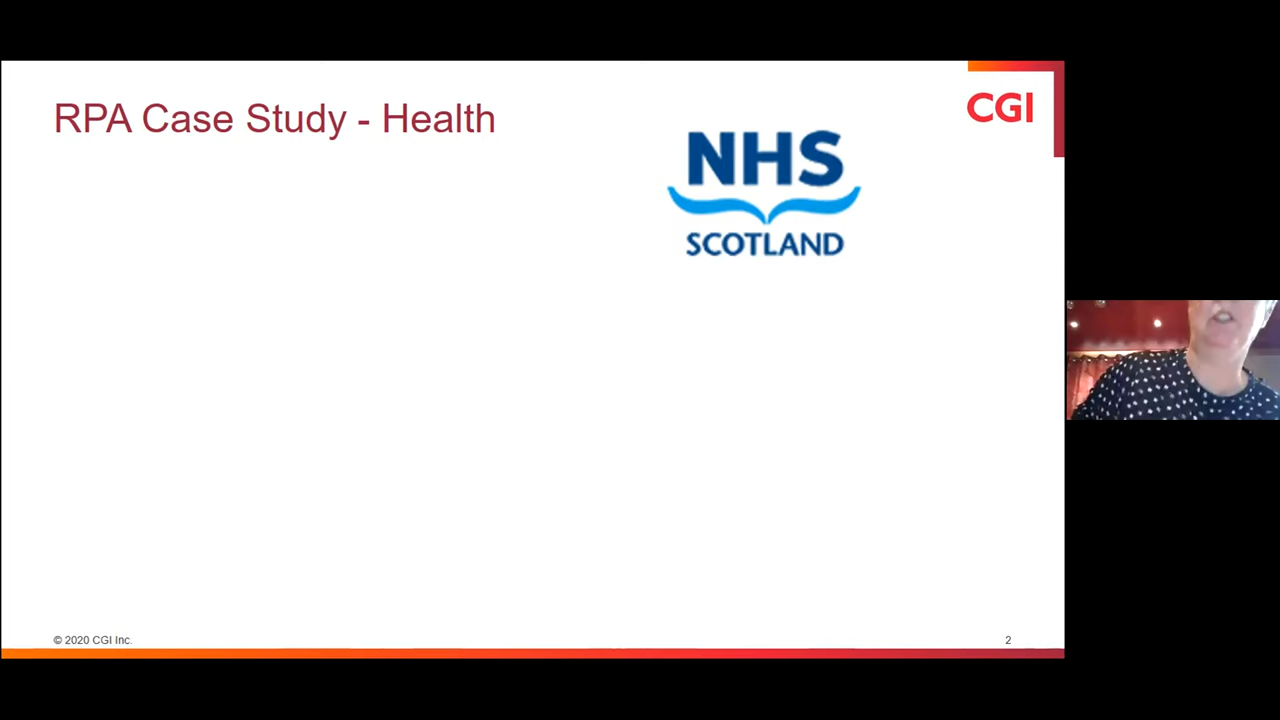 RPA Case Study - Health
CGI
NHS
SCOTLAND
© 2020 CGI Inc.
2